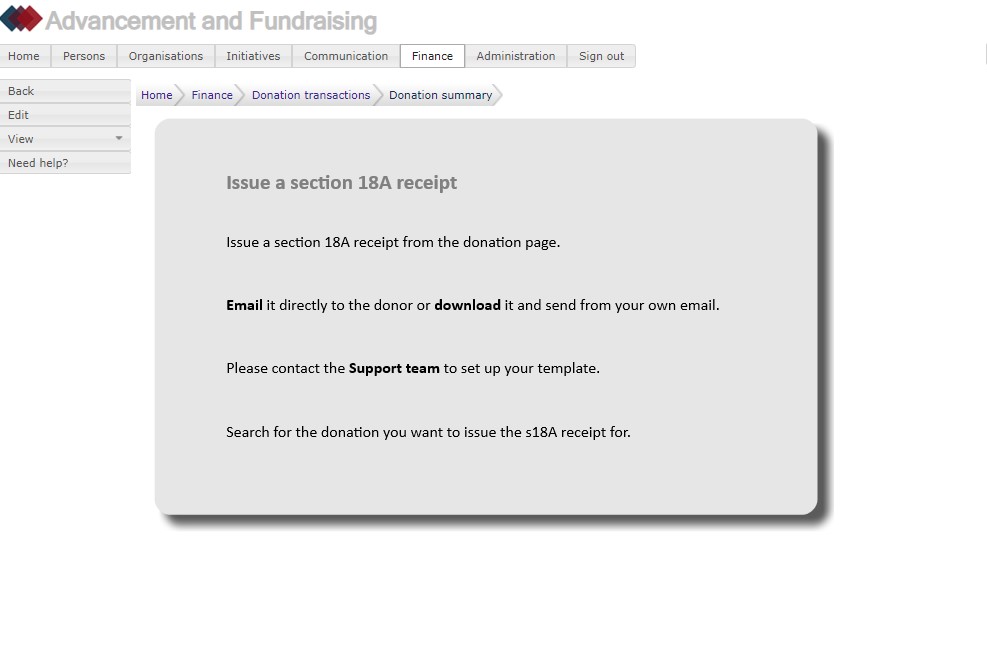 Advancement and Fundraising
Home Persons Organisations Initiatives Communication Finance Administration Sign out
Back
Edit
View
Need help?
Home Finance Donation transactions Donation summary
Issue a section 18A receipt
Issue a section 18A receipt from the donation page.
Email it directly to the donor or download it and send from your own email.
Please contact the Support team to set up your template.
Search for the donation you want to issue the s18A receipt for.